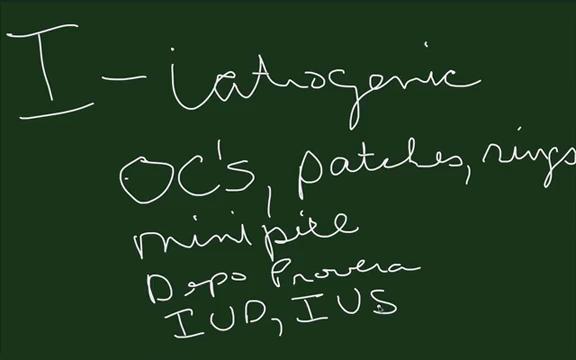 I - iatrogenic
OC's, patches, rings
minipill
Depo Provera
IUD, IUS